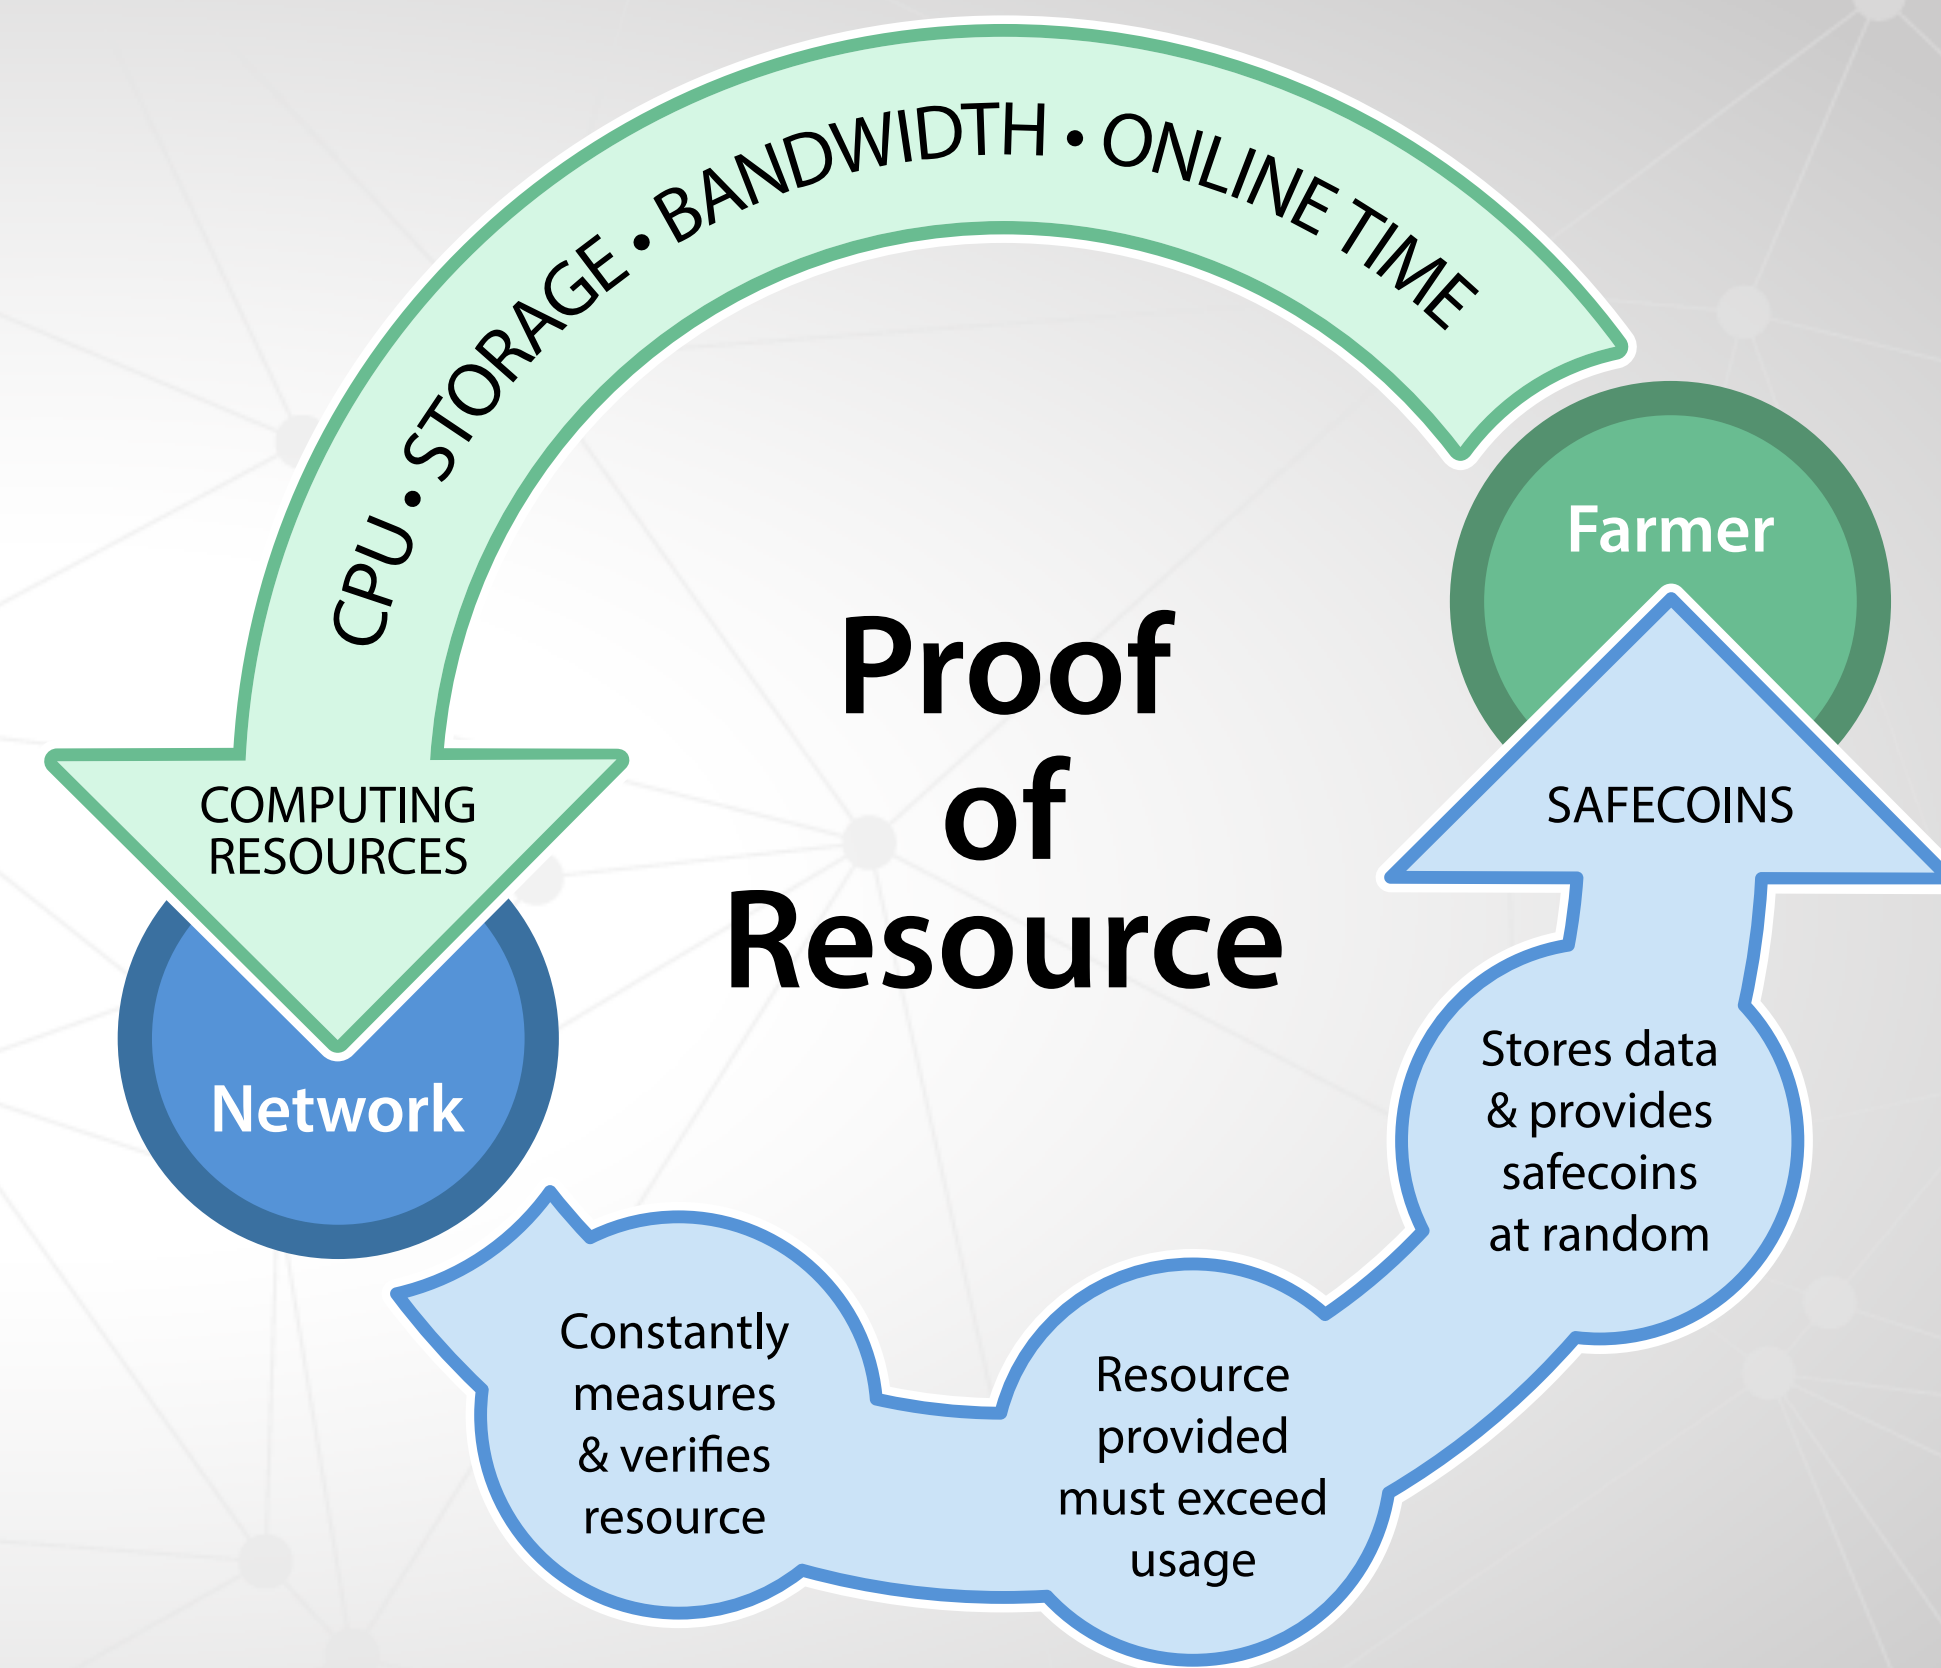 CPU • STORAGE • BANDWIDTH • ONLINE TIME
Farmer
Proof
of
Resource
COMPUTING
RESOURCES
SAFECOINS
Network
Stores data
& provides
safecoins
at random
Constantly
measures
& verifies
resource
Resource
provided
must exceed
usage